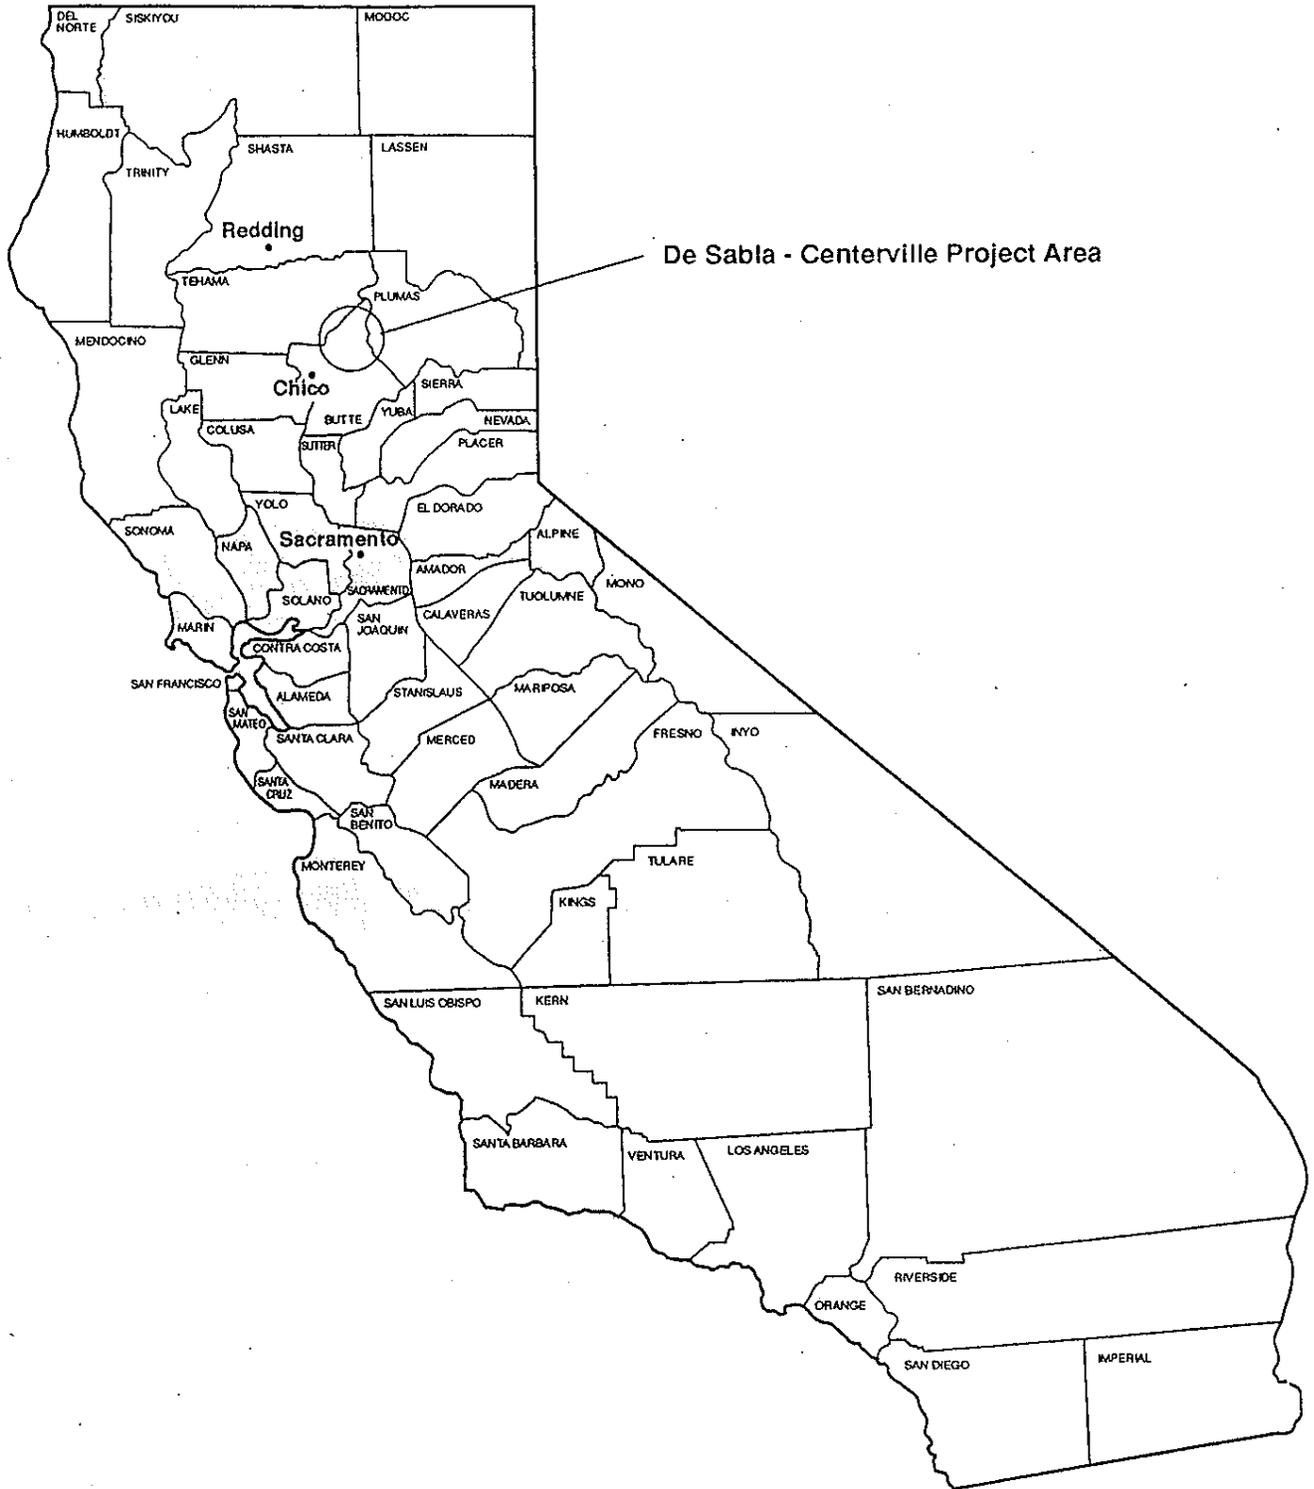 DEL
NORTE
SISKIYOU
MODOC
HUMBOLDT
TRINITY
SHASTA
LASSEN
Redding
De Sabla - Centerville Project Area
TEHAMA
PLUMAS
MENDOCINO
GLENN
Chico
SIERRA
LAKE
COLUSA
BUTTE
YUBA
NEVADA
SUTTER
PLACER
YOLO
EL DORADO
SONOMA
NAPA
Sacramento
ALPINE
AMADOR
MONO
SACRAMENTO
SOLANO
TUOLUMNE
CALAVERAS
MARIN
SAN
JOAQUIN
CONTRA COSTA
SAN FRANCISCO
ALAMEDA
STANISLAUS
MARIPOSA
SAN
MATEO
SANTA CLARA
MERCED
FRESNO
INYO
SANTA
CRUZ
MADERA
SAN
BENITO
MONTEREY
TULARE
KINGS
SAN LUIS OBISPO
KERN
SAN BERNADINO
SANTA BARBARA
VENTURA
LOS ANGELES
RIVERSIDE
ORANGE
SAN DIEGO
IMPERIAL